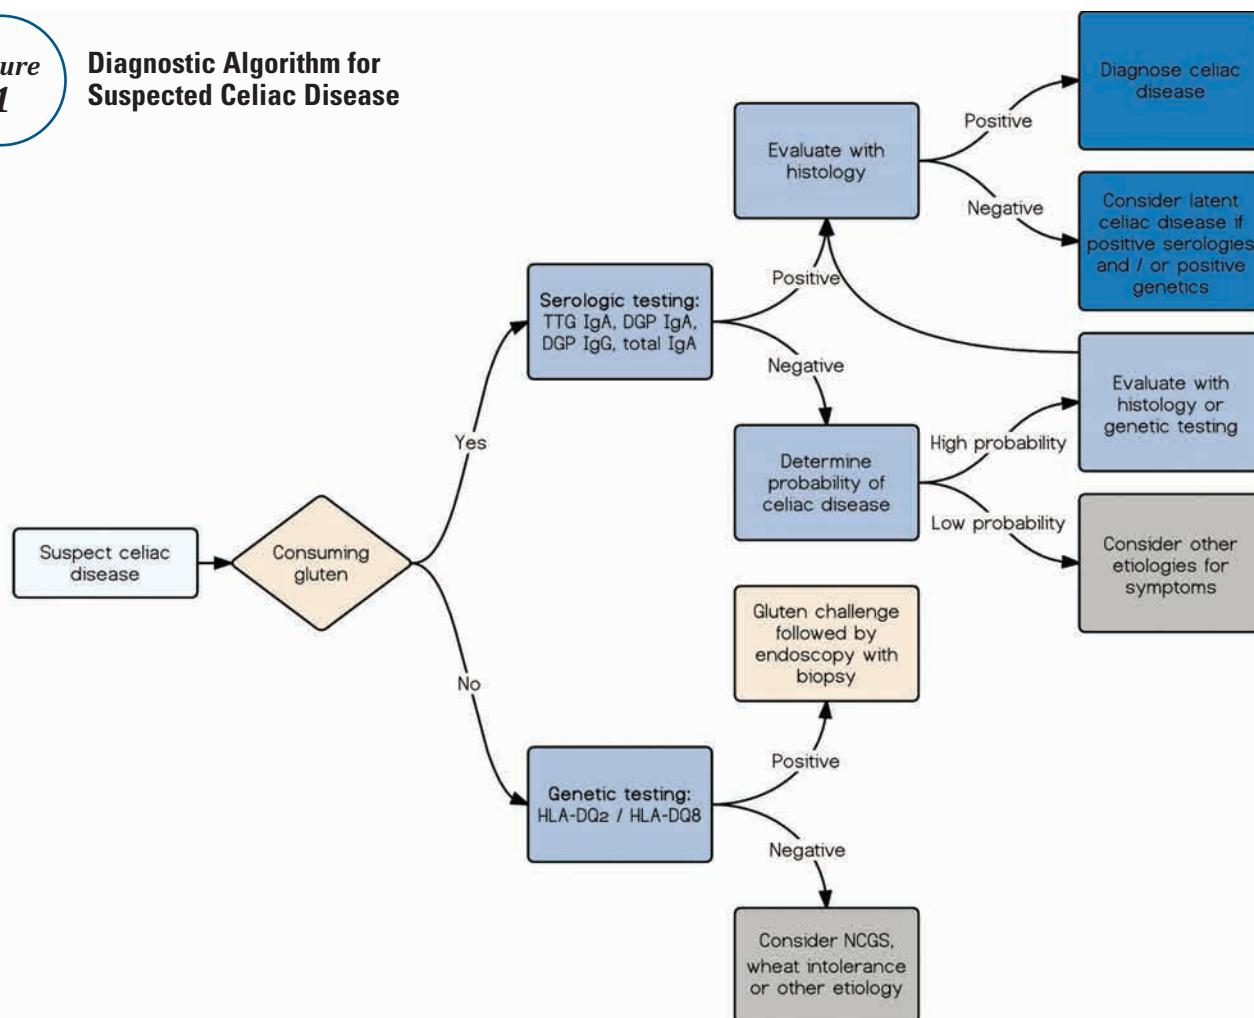 ure
1
Diagnostic Algorithm for
Suspected Celiac Disease
Suspect celiac
disease
Consuming
gluten
Yes
No
Serologic testing:
TTG IgA, DGP IgA,
DGP IgG, total IgA
Positive
Negative
Evaluate with
histology
Positive
Negative
Diagnose celiac
disease
Consider latent
celiac disease if
positive serologies
and / or positive
genetics
Determine
probability of
celiac disease
High probability
Low probability
Evaluate with
histology or
genetic testing
Consider other
etiologies for
symptoms
Genetic testing:
HLA-DQ2 / HLA-DQ8
Positive
Negative
Gluten challenge
followed by
endoscopy with
biopsy
Consider NCGS,
wheat intolerance
or other etiology